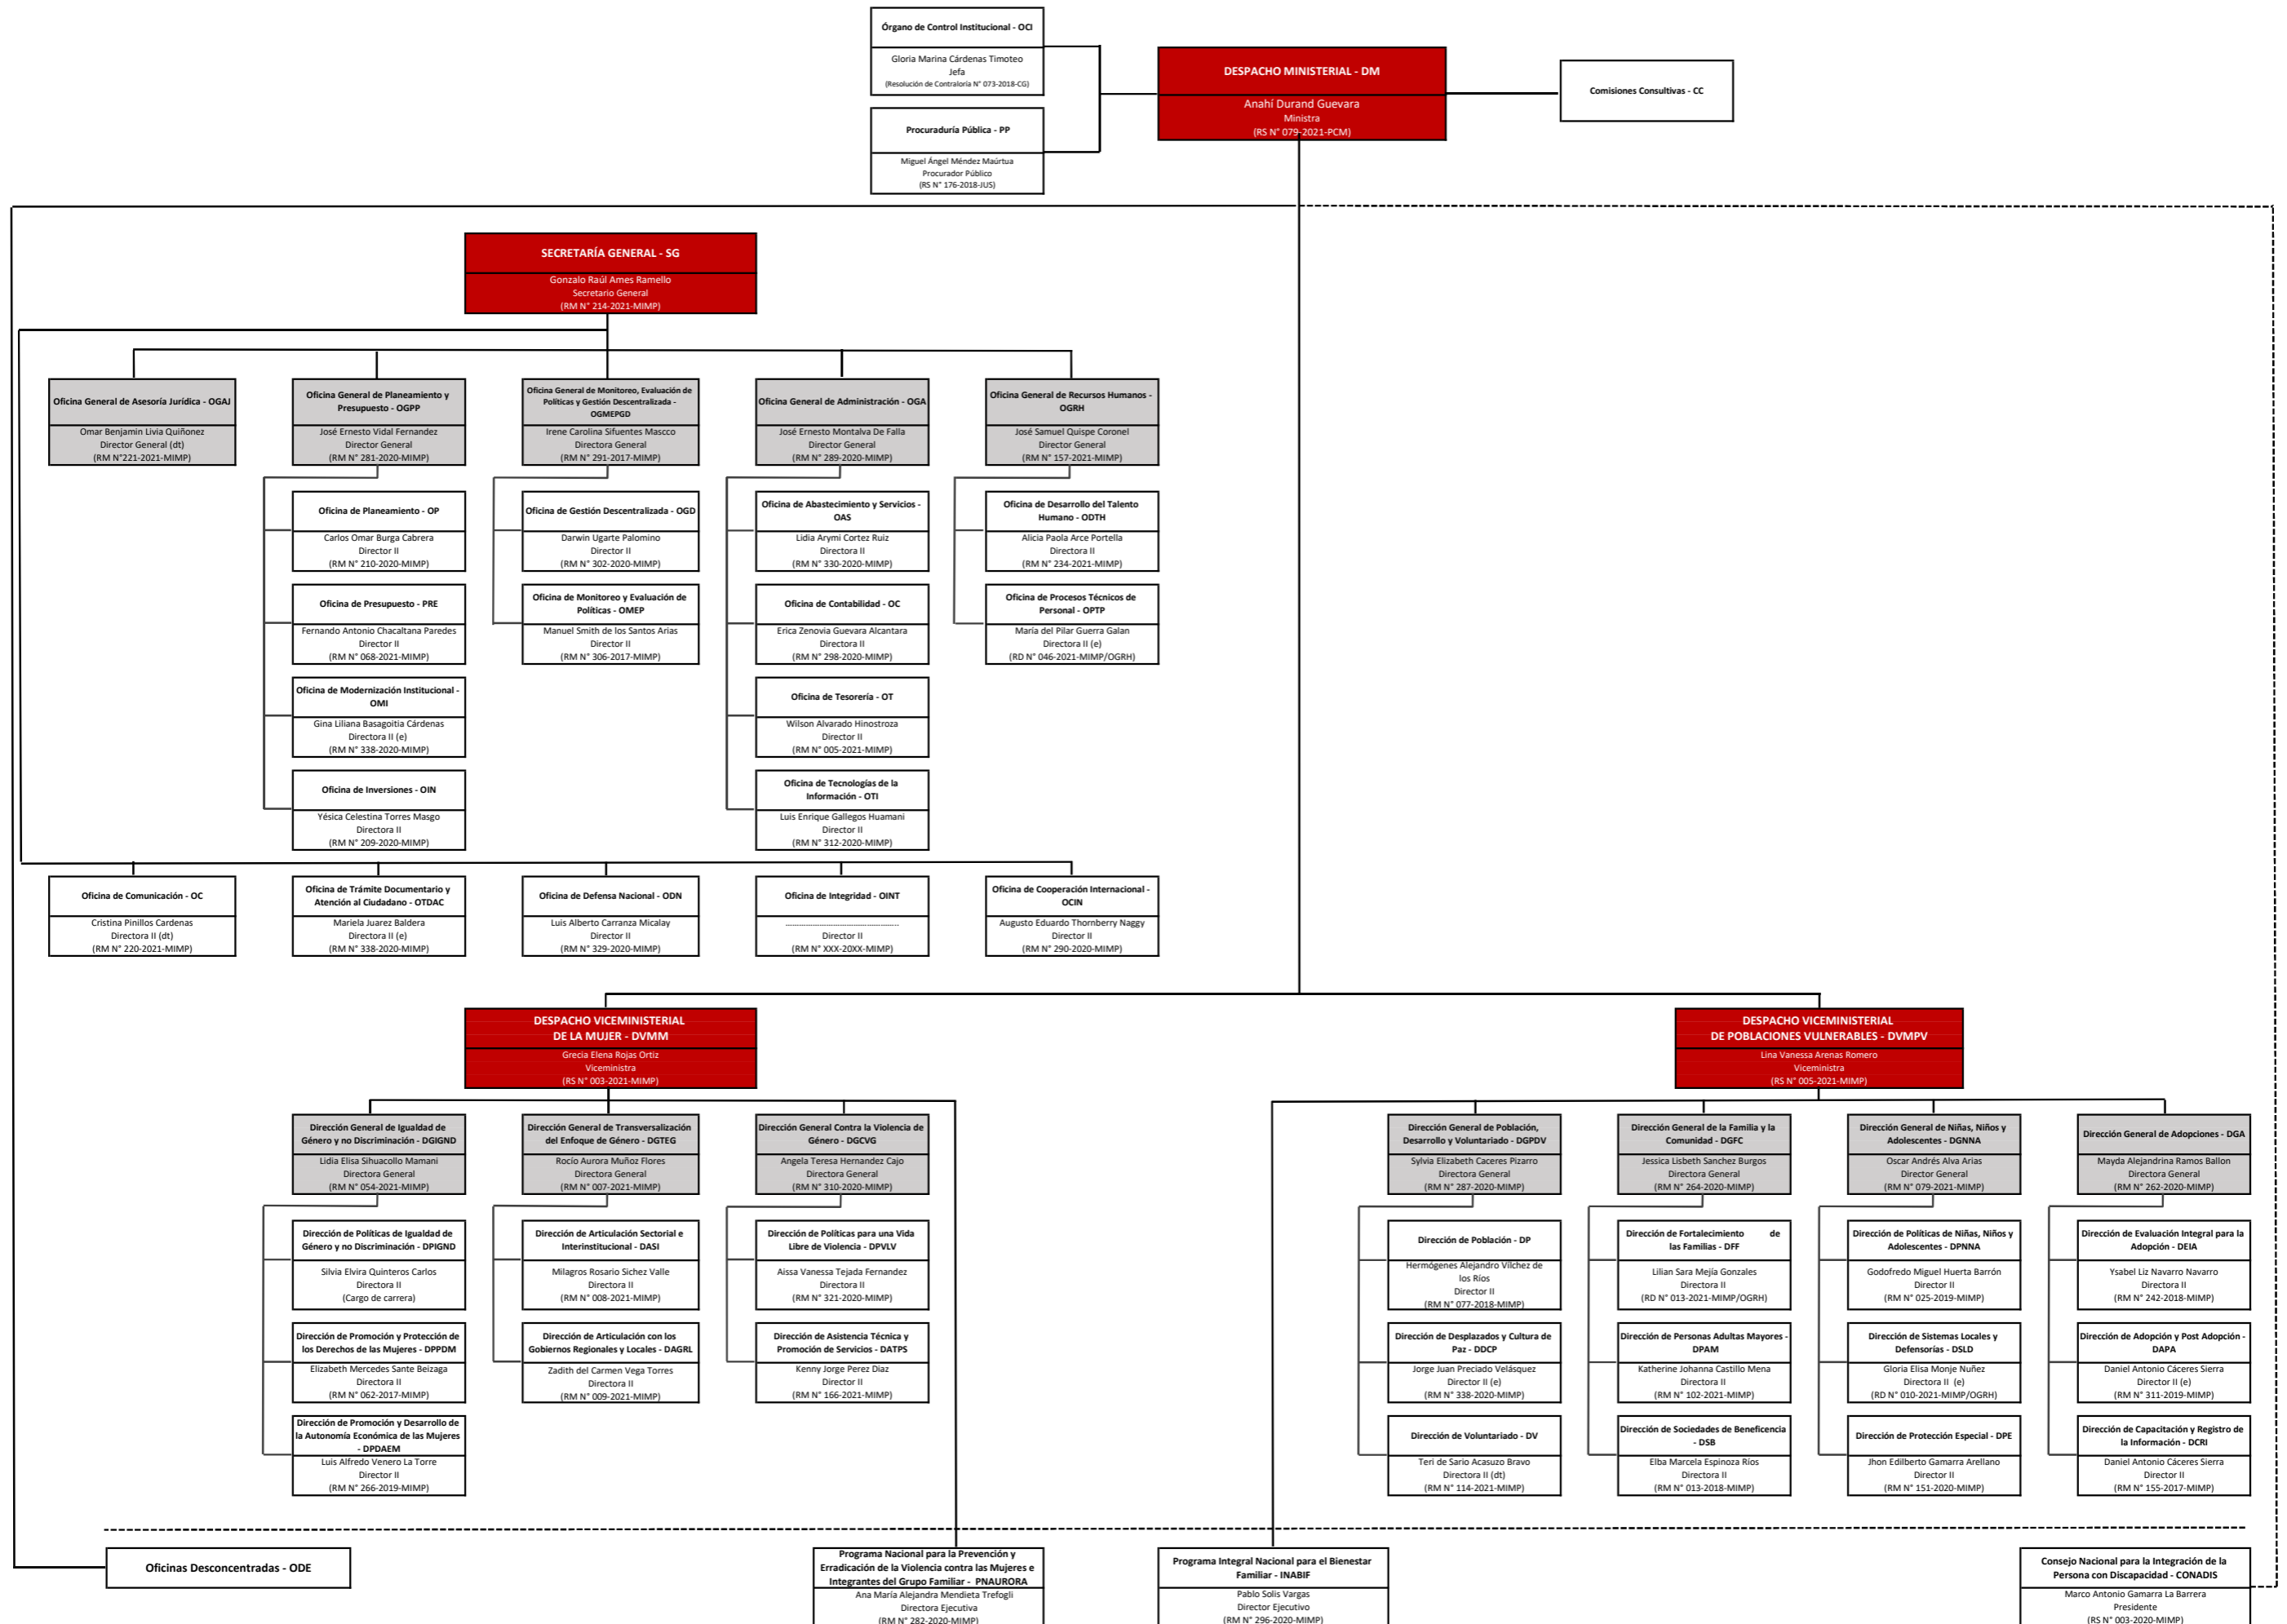 Órgano de Control Institucional - OCI
Gloria Marina Cárdenas Timoteo
Jefa
(Resolución de Contraloría N° 073-2018-CG)
Procuraduría Pública - PP
Miguel Ángel Méndez Maúrtua
Procurador Público
(RS N° 176-2018-JUS)
DESPACHO MINISTERIAL - DM
Anahí Durand Guevara
Ministra
(RS N° 079-2021-PCM)
Comisiones Consultivas - CC
SECRETARÍA GENERAL - SG
Gonzalo Raúl Ames Ramello
Secretario General
(RM N° 214-2021-MIMP)
Oficina General de Asesoría Jurídica - OGAJ
Omar Benjamin Livia Quiñonez
Director General (dt)
(RM N°221-2021-MIMP)
Oficina General de Planeamiento y
Presupuesto - OGPP
José Ernesto Vidal Fernandez
Director General
(RM N° 281-2020-MIMP)
Oficina General de Monitoreo, Evaluación de
Políticas y Gestión Descentralizada -
OGMEPGD
Irene Carolina Sifuentes Mascco
Directora General
(RM N° 291-2017-MIMP)
Oficina General de Administración - OGA
José Ernesto Montalva De Falla
Director General
(RM N° 289-2020-MIMP)
Oficina General de Recursos Humanos -
OGRH
José Samuel Quispe Coronel
Director General
(RM N° 157-2021-MIMP)
Oficina de Planeamiento - OP
Carlos Omar Burga Cabrera
Director II
(RM N° 210-2020-MIMP)
Oficina de Gestión Descentralizada - OGD
Darwin Ugarte Palomino
Director II
(RM N° 302-2020-MIMP)
Oficina de Abastecimiento y Servicios -
OAS
Lidia Arymi Cortez Ruiz
Directora II
(RM N° 330-2020-MIMP)
Oficina de Desarrollo del Talento
Humano - ODTH
Alicia Paola Arce Portella
Directora II
(RM N° 234-2021-MIMP)
Oficina de Presupuesto - PRE
Fernando Antonio Chacaltana Paredes
Director II
(RM N° 068-2021-MIMP)
Oficina de Monitoreo y Evaluación de
Políticas - OMEP
Manuel Smith de los Santos Arias
Director II
(RM N° 306-2017-MIMP)
Oficina de Contabilidad - OC
Erica Zenovia Guevara Alcantara
Directora II
(RM N° 298-2020-MIMP)
Oficina de Procesos Técnicos de
Personal - OPTP
María del Pilar Guerra Galan
Directora II (e)
(RD N° 046-2021-MIMP/OGRH)
Oficina de Modernización Institucional -
OMI
Gina Liliana Basagoitia Cárdenas
Directora II (e)
(RM N° 338-2020-MIMP)
Oficina de Tesorería - OT
Wilson Alvarado Hinostroza
Director II
(RM N° 005-2021-MIMP)
Oficina de Inversiones - OIN
Yésica Celestina Torres Masgo
Directora II
(RM N° 209-2020-MIMP)
Oficina de Tecnologías de la
Información - OTI
Luis Enrique Gallegos Huamani
Director II
(RM N° 312-2020-MIMP)
Oficina de Comunicación - OC
Cristina Pinillos Cardenas
Directora II (dt)
(RM N° 220-2021-MIMP)
Oficina de Trámite Documentario y
Atención al Ciudadano - OTDAC
Mariela Juarez Baldera
Directora II (e)
(RM N° 338-2020-MIMP)
Oficina de Defensa Nacional - ODN
Luis Alberto Carranza Micalay
Director II
(RM N° 329-2020-MIMP)
Oficina de Integridad - OINT
................................................
Director II
(RM N° XXX-20XX-MIMP)
Oficina de Cooperación Internacional -
OCIN
Augusto Eduardo Thornberry Naggy
Director II
(RM N° 290-2020-MIMP)
DESPACHO VICEMINISTERIAL
DE LA MUJER - DVMM
Grecia Elena Rojas Ortiz
Viceministra
(RS N° 003-2021-MIMP)
DESPACHO VICEMINISTERIAL
DE POBLACIONES VULNERABLES - DVMPV
Lina Vanessa Arenas Romero
Viceministra
(RS N° 005-2021-MIMP)
Dirección General de Igualdad de
Género y no Discriminación - DGIGND
Lidia Elisa Sihuacollo Mamani
Directora General
(RM N° 054-2021-MIMP)
Dirección General de Transversalización
del Enfoque de Género - DGTEG
Rocío Aurora Muñoz Flores
Directora General
(RM N° 007-2021-MIMP)
Dirección General Contra la Violencia de
Género - DGCVG
Angela Teresa Hernandez Cajo
Directora General
(RM N° 310-2020-MIMP)
Dirección General de Población,
Desarrollo y Voluntariado - DGPDV
Sylvia Elizabeth Caceres Pizarro
Directora General
(RM N° 287-2020-MIMP)
Dirección General de la Familia y la
Comunidad - DGFC
Jessica Lisbeth Sanchez Burgos
Directora General
(RM N° 264-2020-MIMP)
Dirección General de Niñas, Niños y
Adolescentes - DGNNA
Oscar Andrés Alva Arias
Director General
(RM N° 079-2021-MIMP)
Dirección General de Adopciones - DGA
Mayda Alejandrina Ramos Ballon
Directora General
(RM N° 262-2020-MIMP)
Dirección de Políticas de Igualdad de
Género y no Discriminación - DPIGND
Silvia Elvira Quinteros Carlos
Directora II
(Cargo de carrera)
Dirección de Articulación Sectorial e
Interinstitucional - DASI
Milagros Rosario Sichez Valle
Directora II
(RM N° 008-2021-MIMP)
Dirección de Políticas para una Vida
Libre de Violencia - DPVLV
Aissa Vanessa Tejada Fernandez
Directora II
(RM N° 321-2020-MIMP)
Dirección de Población - DP
Hermógenes Alejandro Vílchez de
los Ríos
Director II
(RM N° 077-2018-MIMP)
Dirección de Fortalecimiento de
las Familias - DFF
Lilian Sara Mejía Gonzales
Directora II
(RD N° 013-2021-MIMP/OGRH)
Dirección de Políticas de Niñas, Niños y
Adolescentes - DPNNA
Godofredo Miguel Huerta Barrón
Director II
(RM N° 025-2019-MIMP)
Dirección de Evaluación Integral para la
Adopción - DEIA
Ysabel Liz Navarro Navarro
Directora II
(RM N° 242-2018-MIMP)
Dirección de Promoción y Protección de
los Derechos de las Mujeres - DPPDM
Elizabeth Mercedes Sante Beizaga
Directora II
(RM N° 062-2017-MIMP)
Dirección de Articulación con los
Gobiernos Regionales y Locales - DAGRL
Zadith del Carmen Vega Torres
Directora II
(RM N° 009-2021-MIMP)
Dirección de Asistencia Técnica y
Promoción de Servicios - DATPS
Kenny Jorge Perez Diaz
Director II
(RM N° 166-2021-MIMP)
Dirección de Desplazados y Cultura de
Paz - DDCP
Jorge Juan Preciado Velásquez
Director II (e)
(RM N° 338-2020-MIMP)
Dirección de Personas Adultas Mayores -
DPAM
Katherine Johanna Castillo Mena
Directora II
(RM N° 102-2021-MIMP)
Dirección de Sistemas Locales y
Defensorías - DSLD
Gloria Elisa Monje Nuñez
Directora II (e)
(RD N° 010-2021-MIMP/OGRH)
Dirección de Adopción y Post Adopción -
DAPA
Daniel Antonio Cáceres Sierra
Director II (e)
(RM N° 311-2019-MIMP)
Dirección de Promoción y Desarrollo de
la Autonomía Económica de las Mujeres
- DPDAEM
Luis Alfredo Venero La Torre
Director II
(RM N° 266-2019-MIMP)
Dirección de Voluntariado - DV
Teri de Sario Acasuzo Bravo
Directora II (dt)
(RM N° 114-2021-MIMP)
Dirección de Sociedades de Beneficencia
- DSB
Elba Marcela Espinoza Ríos
Directora II
(RM N° 013-2018-MIMP)
Dirección de Protección Especial - DPE
Jhon Edilberto Gamarra Arellano
Director II
(RM N° 151-2020-MIMP)
Dirección de Capacitación y Registro de
la Información - DCRI
Daniel Antonio Cáceres Sierra
Director II
(RM N° 155-2017-MIMP)
Oficinas Desconcentradas - ODE
Programa Nacional para la Prevención y
Erradicación de la Violencia contra las Mujeres e
Integrantes del Grupo Familiar - PNAURORA
Ana María Alejandra Mendieta Trefogli
Directora Ejecutiva
(RM N° 282-2020-MIMP)
Programa Integral Nacional para el Bienestar
Familiar - INABIF
Pablo Solis Vargas
Director Ejecutivo
(RM N° 296-2020-MIMP)
Consejo Nacional para la Integración de la
Persona con Discapacidad - CONADIS
Marco Antonio Gamarra La Barrera
Presidente
(RS N° 003-2020-MIMP)